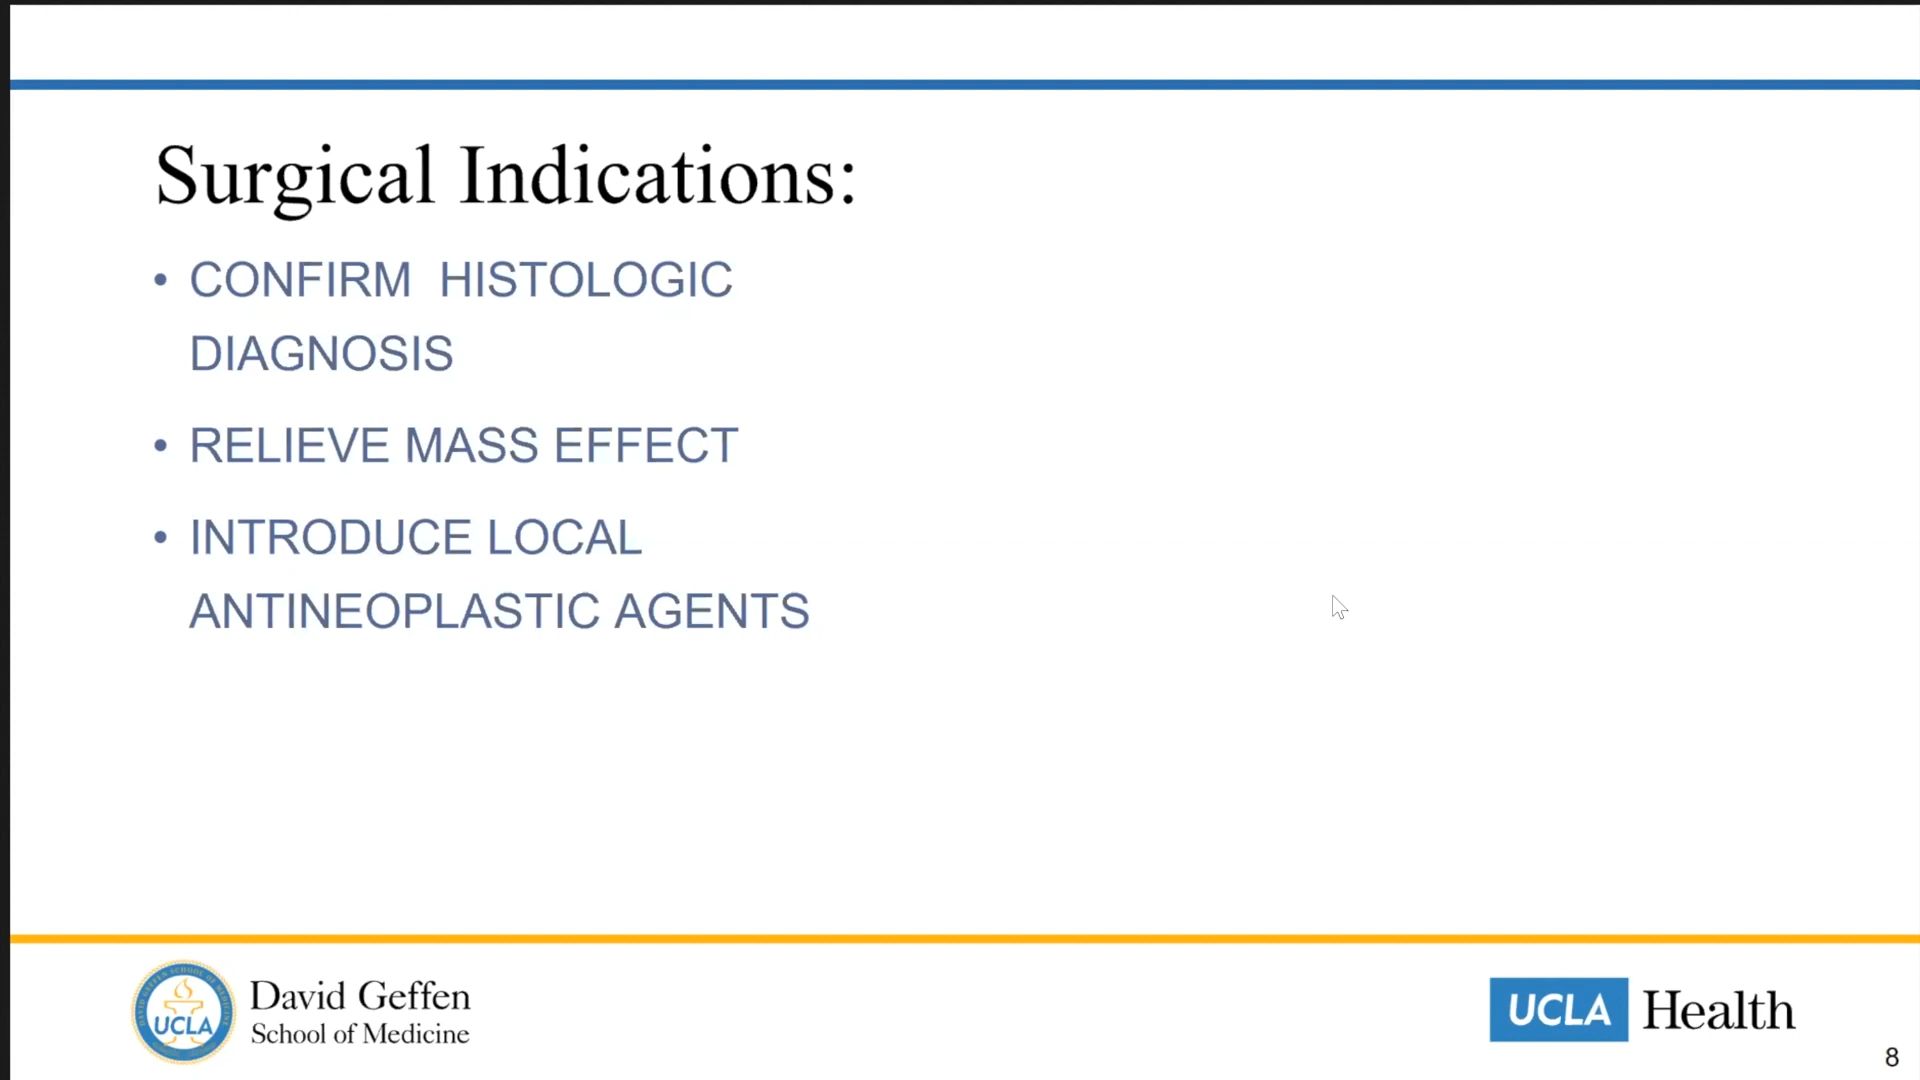 Surgical Indications:
• CONFIRM  HISTOLOGIC
DIAGNOSIS
• RELIEVE MASS EFFECT
• INTRODUCE LOCAL
ANTINEOPLASTIC AGENTS
UCLA
David Geffen
School of Medicine
UCLA Health
8